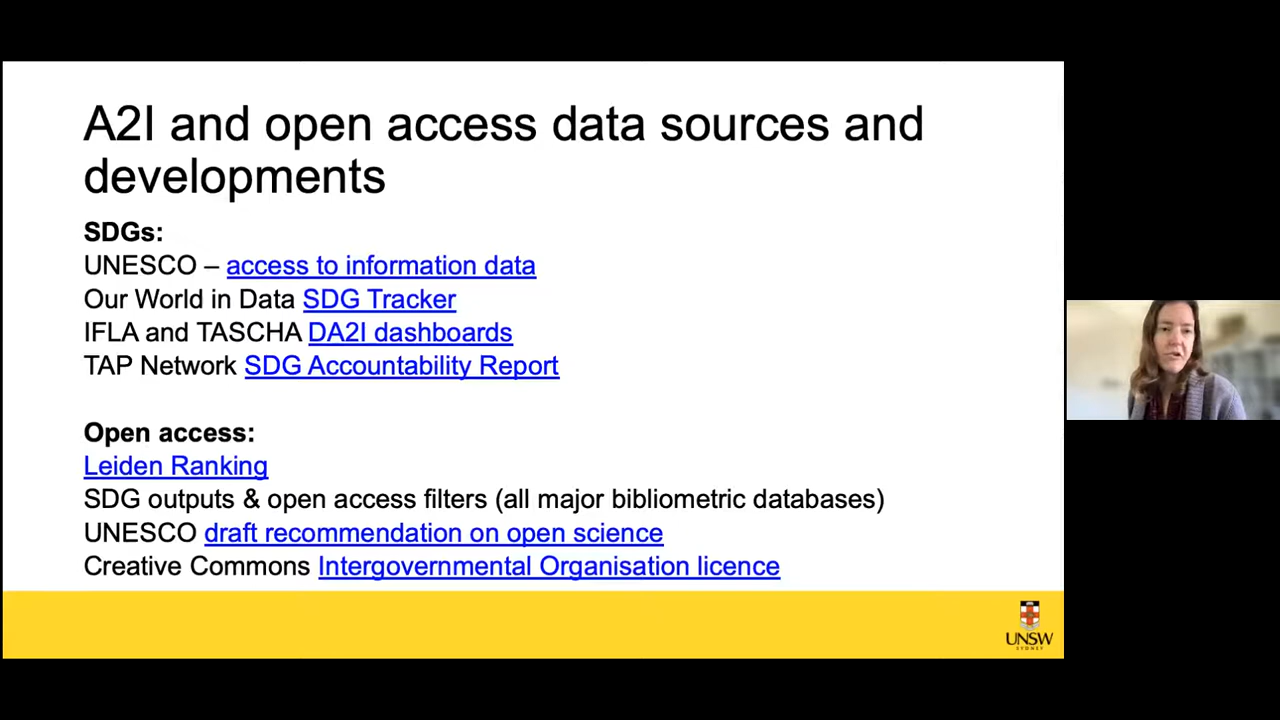 A2I and open access data sources and
developments
SDGs:
UNESCO – access to information data
Our World in Data SDG Tracker
IFLA and TASCHA DA2I dashboards
TAP Network SDG Accountability Report
Open access:
Leiden Ranking
SDG outputs & open access filters (all major bibliometric databases)
UNESCO draft recommendation on open science
Creative Commons Intergovernmental Organisation licence
UNSW
SYDNEY